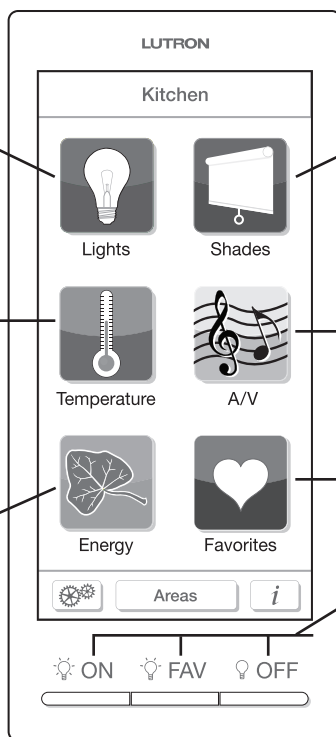 LUTRON
Kitchen
Lights Shades
Temperature A/V
Energy Favorites
Areas i
ON FAV OFF